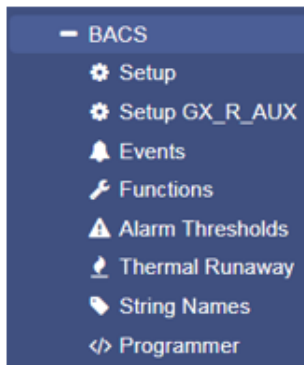 BACS
Setup
Setup GX_R_AUX
Events
Functions
Alarm Thresholds
Thermal Runaway
String Names
Programmer